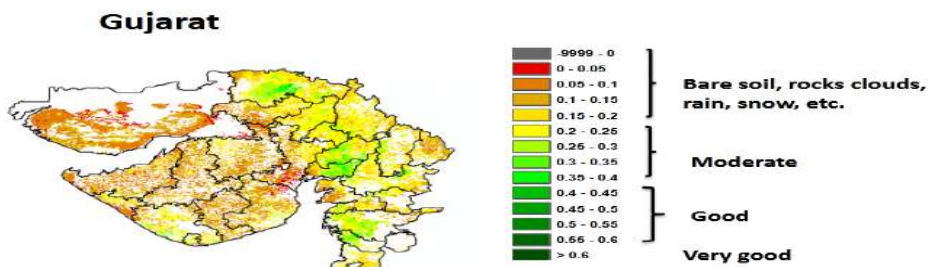 Gujarat
-9999 - 0
0 - 0.05
0.05 - 0.1
0.1 - 0.15
0.15 - 0.2
0.2 - 0.25
0.25 - 0.3
0.3 - 0.35
0.35 - 0.4
0.4 - 0.45
0.45 - 0.5
0.5 - 0.55
0.55 - 0.6
> 0.6
Bare soil, rocks clouds,
rain, snow, etc.
Moderate
Good
Very good